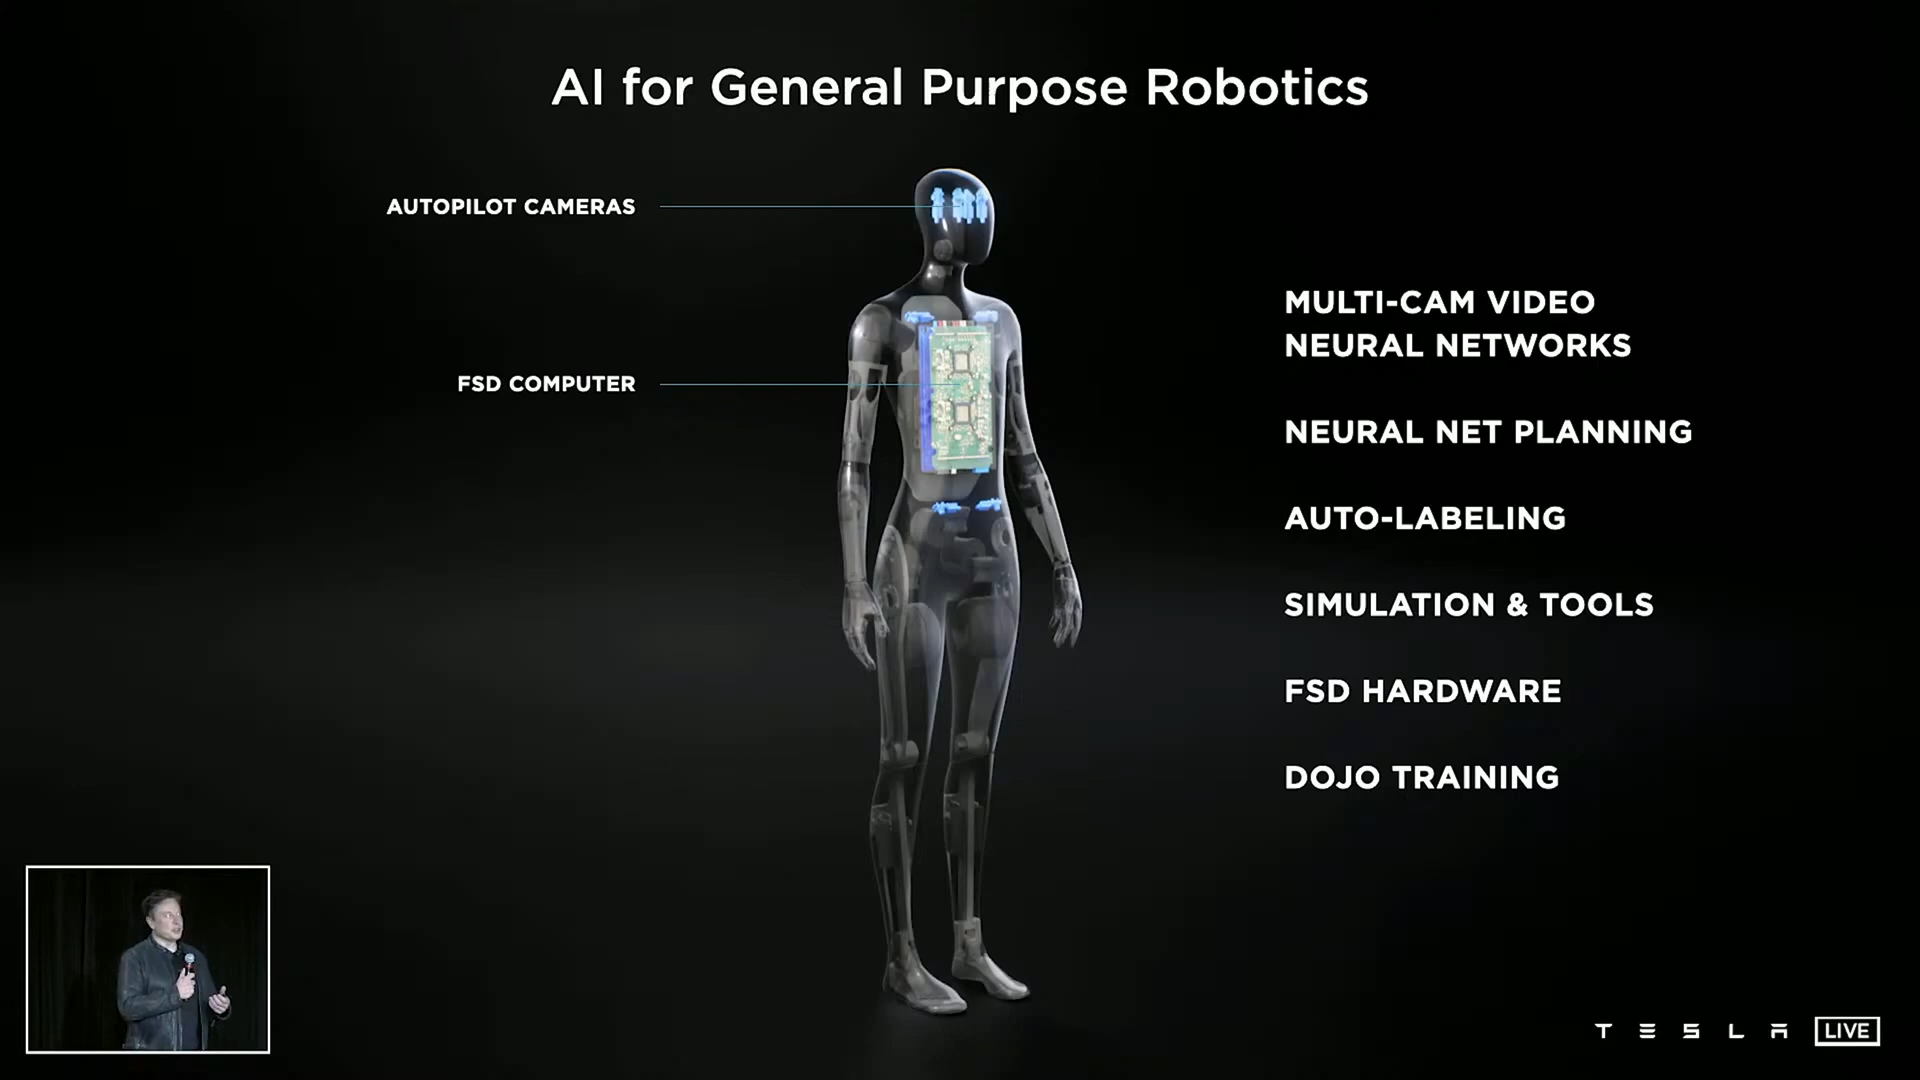 AI for General Purpose Robotics
AUTOPILOT CAMERAS
FSD COMPUTER
MULTI-CAM VIDEO
NEURAL NETWORKS
NEURAL NET PLANNING
AUTO-LABELING
SIMULATION & TOOLS
FSD HARDWARE
DOJO TRAINING
TESLA LIVE